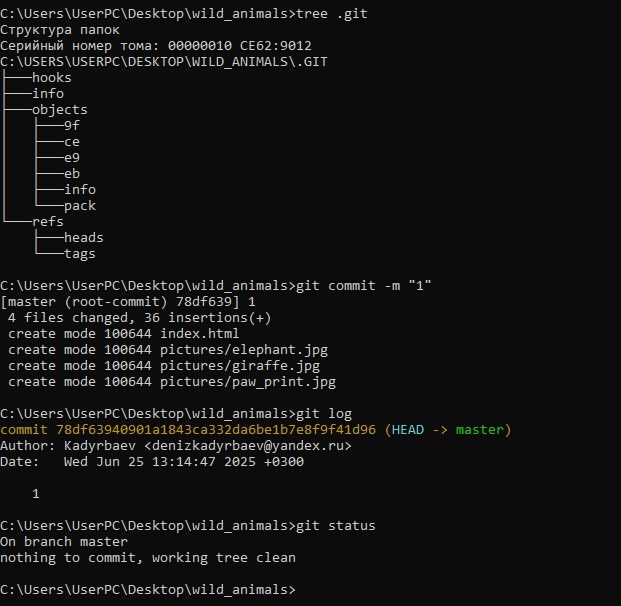 C:\Users\UserPC\Desktop\wild_animals>tree .git
Структура папок
Серийный номер тома: 00000010 CE62:9012
C:\USERS\USERPC\DESKTOP\WILD_ANIMALS\.GIT
├───hooks
├───info
├───objects
│   ├───9f
│   ├───ce
│   ├───e9
│   ├───eb
│   ├───info
│   └───pack
└───refs
    ├───heads
    └───tags
C:\Users\UserPC\Desktop\wild_animals>git commit -m "1"
[master (root-commit) 78df639] 1
 4 files changed, 36 insertions(+)
 create mode 100644 index.html
 create mode 100644 pictures/elephant.jpg
 create mode 100644 pictures/giraffe.jpg
 create mode 100644 pictures/paw_print.jpg
C:\Users\UserPC\Desktop\wild_animals>git log
commit 78df63940901a1843ca332da6be1b7e8f9f41d96 (HEAD -> master)
Author: Kadyrbaev <denizkadyrbaev@yandex.ru>
Date:   Wed Jun 25 13:14:47 2025 +0300
    1
C:\Users\UserPC\Desktop\wild_animals>git status
On branch master
nothing to commit, working tree clean
C:\Users\UserPC\Desktop\wild_animals>